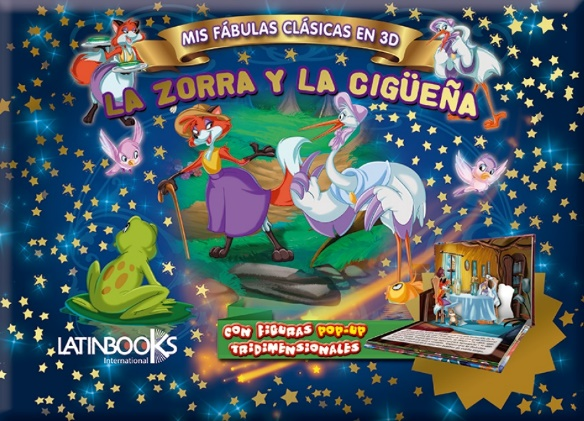 MIS FÁBULAS CLÁSICAS EN 3D
LA ZORRA Y LA CIGÜEÑA
CON FIGURAS POP-UP
TRIDIMENSIONALES
LATINBOOKS
International